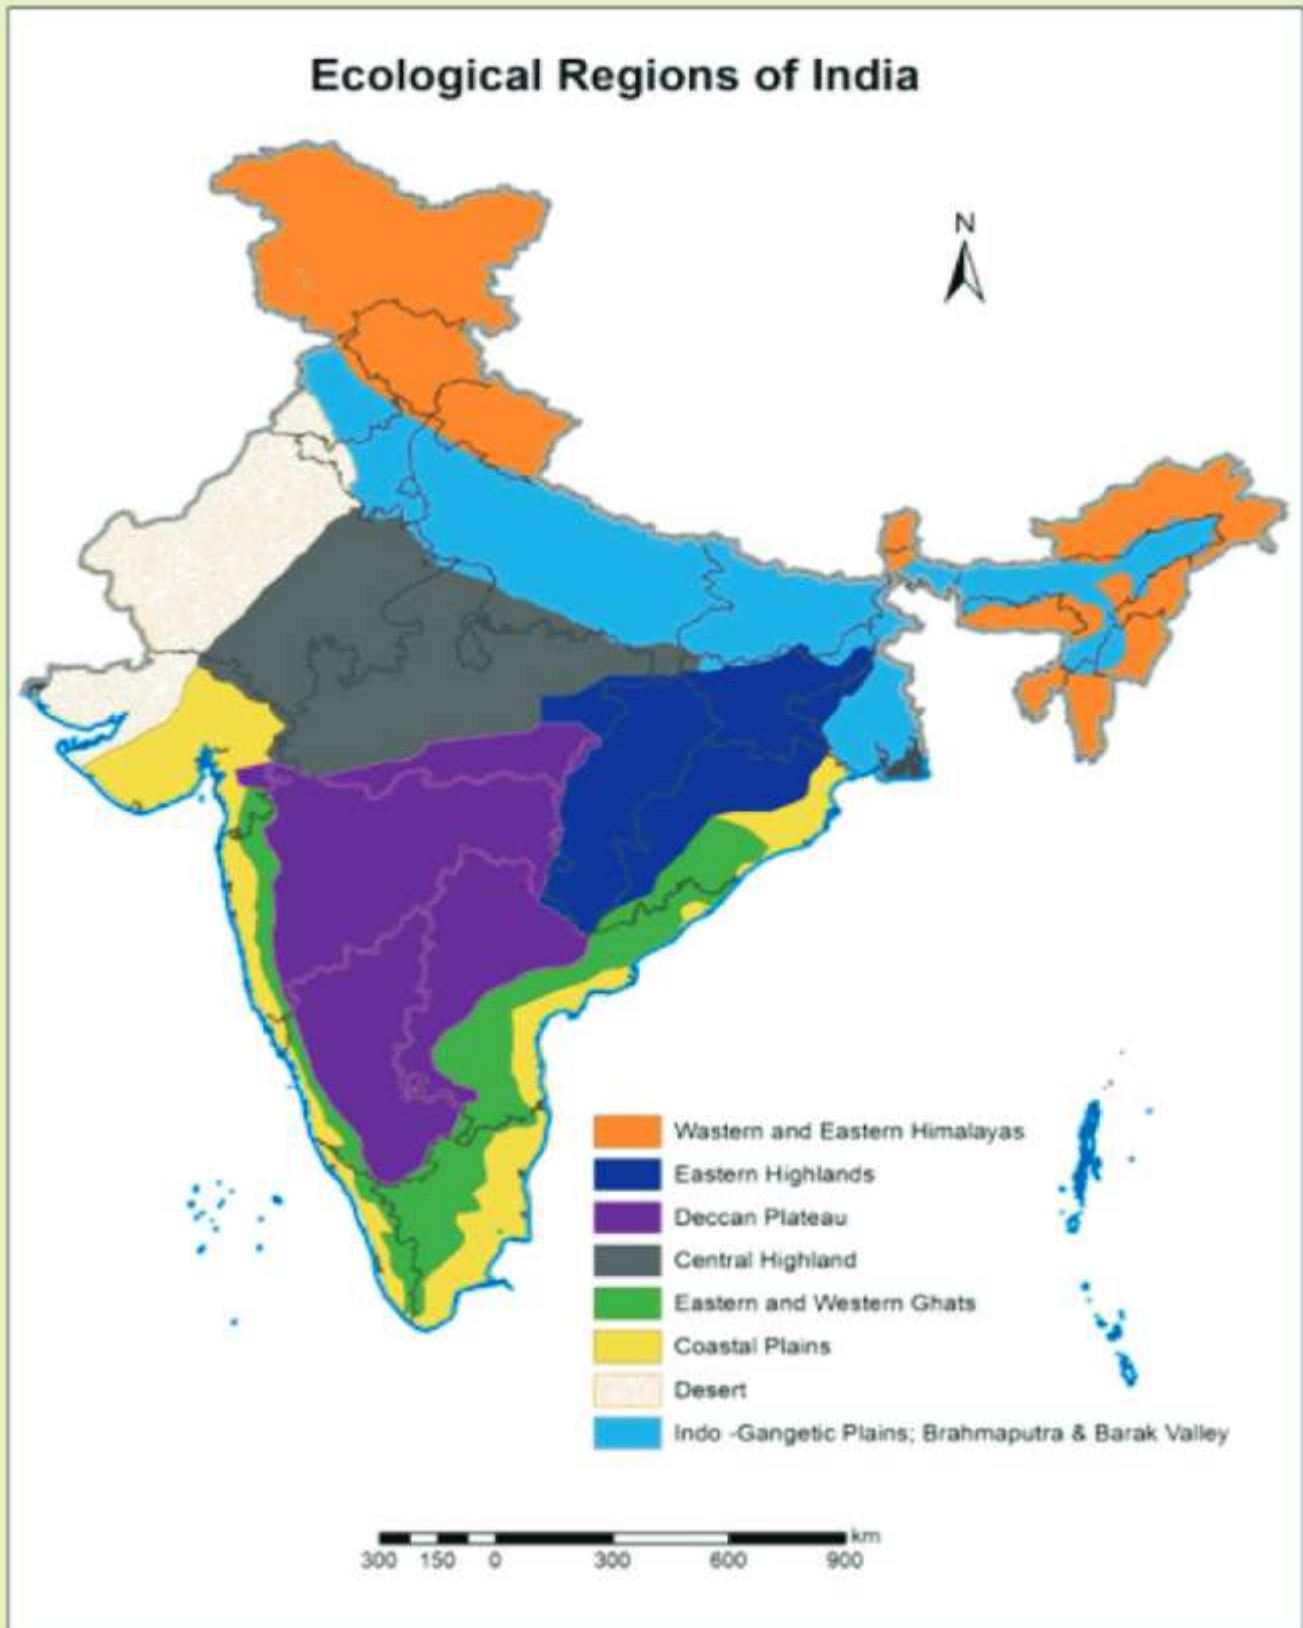 Ecological Regions of India
N
Wastern and Eastern Himalayas
Eastern Highlands
Deccan Plateau
Central Highland
Eastern and Western Ghats
Coastal Plains
Desert
Indo -Gangetic Plains; Brahmaputra & Barak Valley
km
300 150 0 300 600 900